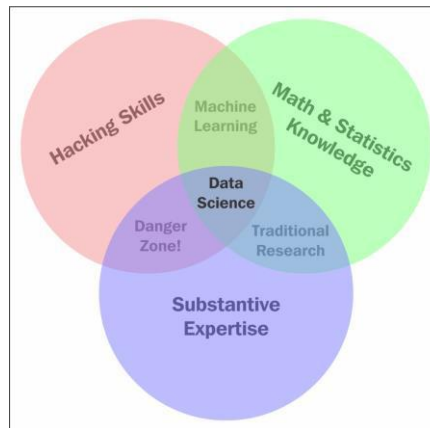 Hacking Skills
Math & Statistics
Knowledge
Machine
Learning
Data
Science
Danger
Zone!
Traditional
Research
Substantive
Expertise